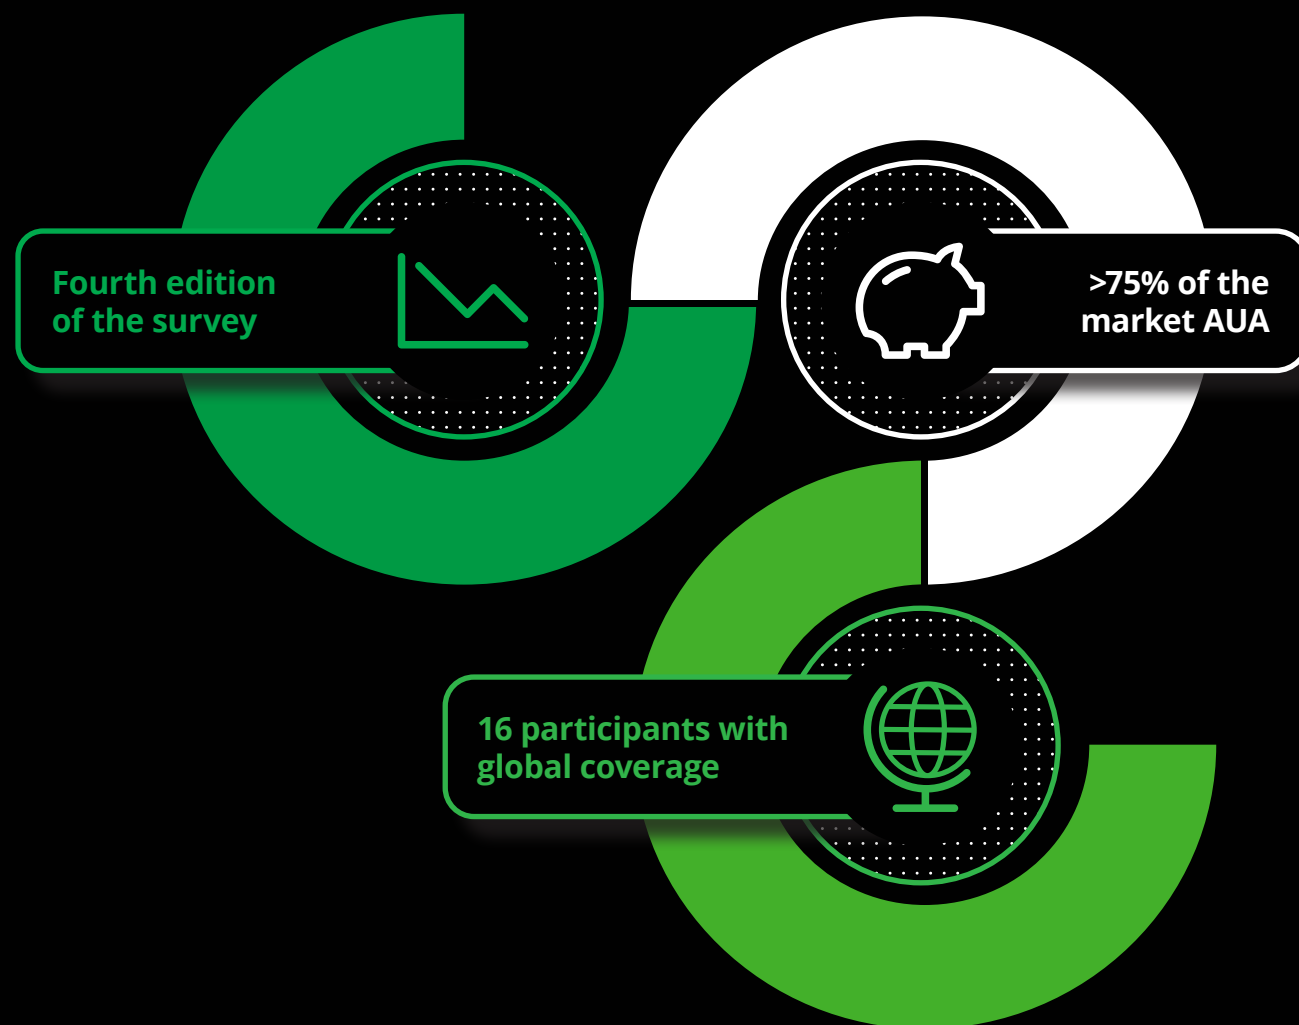 Fourth edition
of the survey
>75% of the
market AUA
16 participants with
global coverage